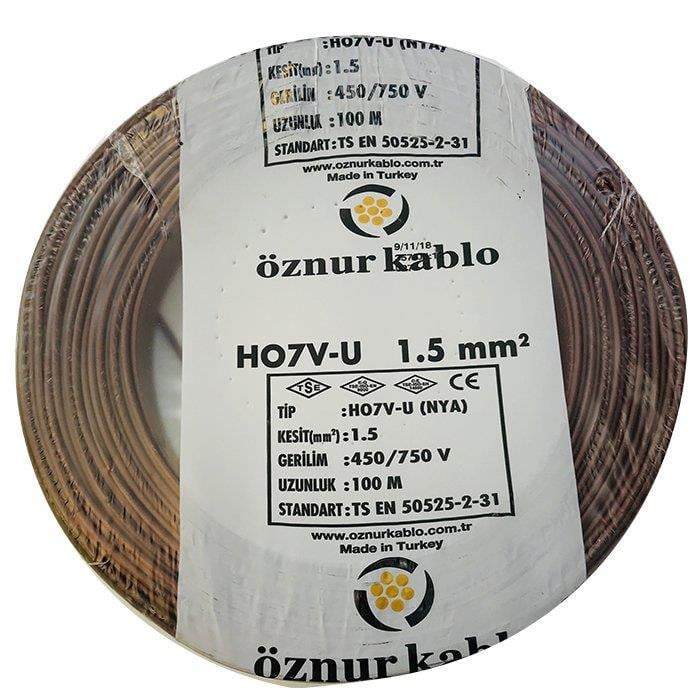 TİP :HO7V-U (NYA)
KESİT(mm²):1.5
GERİLİM :450/750 V
UZUNLUK :100 M
STANDART:TS EN 50525-2-31
www.oznurkablo.com.tr
Made in Turkey
9/11/18
öznur kablo
HO7V-U 1.5 mm²
TSE CE
TİP :HO7V-U (NYA)
KESİT(mm²):1.5
GERİLİM :450/750 V
UZUNLUK :100 M
STANDART:TS EN 50525-2-31
www.oznurkablo.com.tr
Made in Turkey
öznur kablo